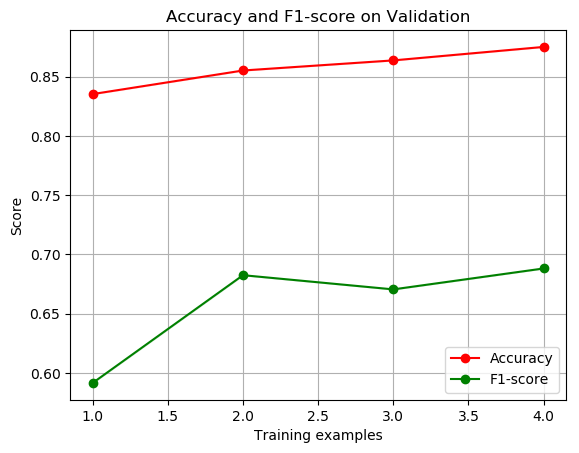 Accuracy and F1-score on Validation
0.85
0.80
0.75
0.70
0.65
0.60
Score
1.0 1.5 2.0 2.5 3.0 3.5 4.0
Training examples
Accuracy
F1-score